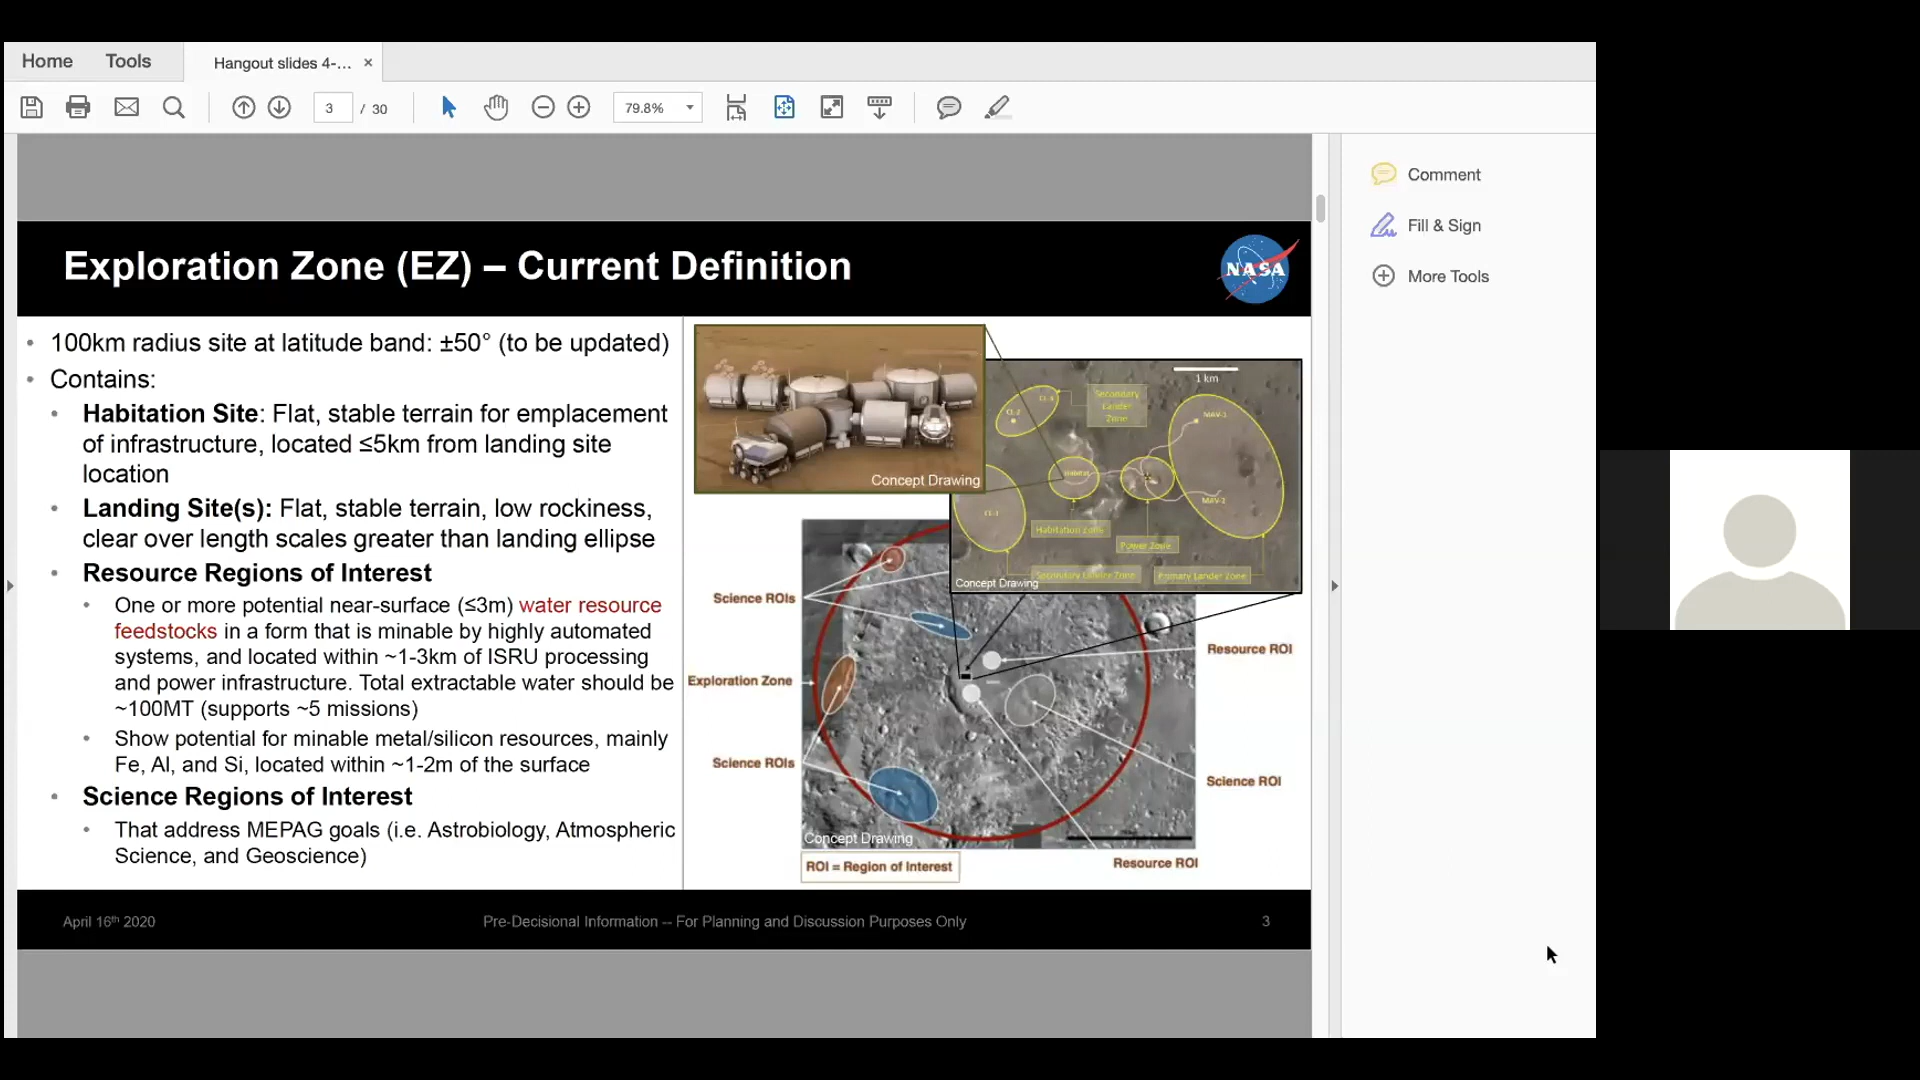 Home
Tools
Hangout slides 4-...
3 / 30
79.8%
Comment
Fill & Sign
More Tools
Exploration Zone (EZ) – Current Definition
NASA
100km radius site at latitude band: ±50° (to be updated)
Contains:
Habitation Site: Flat, stable terrain for emplacement
of infrastructure, located ≤5km from landing site
location
Landing Site(s): Flat, stable terrain, low rockiness,
clear over length scales greater than landing ellipse
Resource Regions of Interest
One or more potential near-surface (≤3m) water resource
feedstocks in a form that is minable by highly automated
systems, and located within ~1-3km of ISRU processing
and power infrastructure. Total extractable water should be
~100MT (supports ~5 missions)
Show potential for minable metal/silicon resources, mainly
Fe, Al, and Si, located within ~1-2m of the surface
Science Regions of Interest
That address MEPAG goals (i.e. Astrobiology, Atmospheric
Science, and Geoscience)
Concept Drawing
1 km
Secondary
Lander
Zone
MAV-1
CL-2
Habitat
MAV-2
Habitation Zone
Power Zone
Secondary Lander Zone
Primary Lander Zone
Concept Drawing
Science ROIs
Exploration Zone
Science ROIs
Resource ROI
Science ROI
Resource ROI
Concept Drawing
ROI = Region of Interest
April 16th 2020
Pre-Decisional Information -- For Planning and Discussion Purposes Only
3